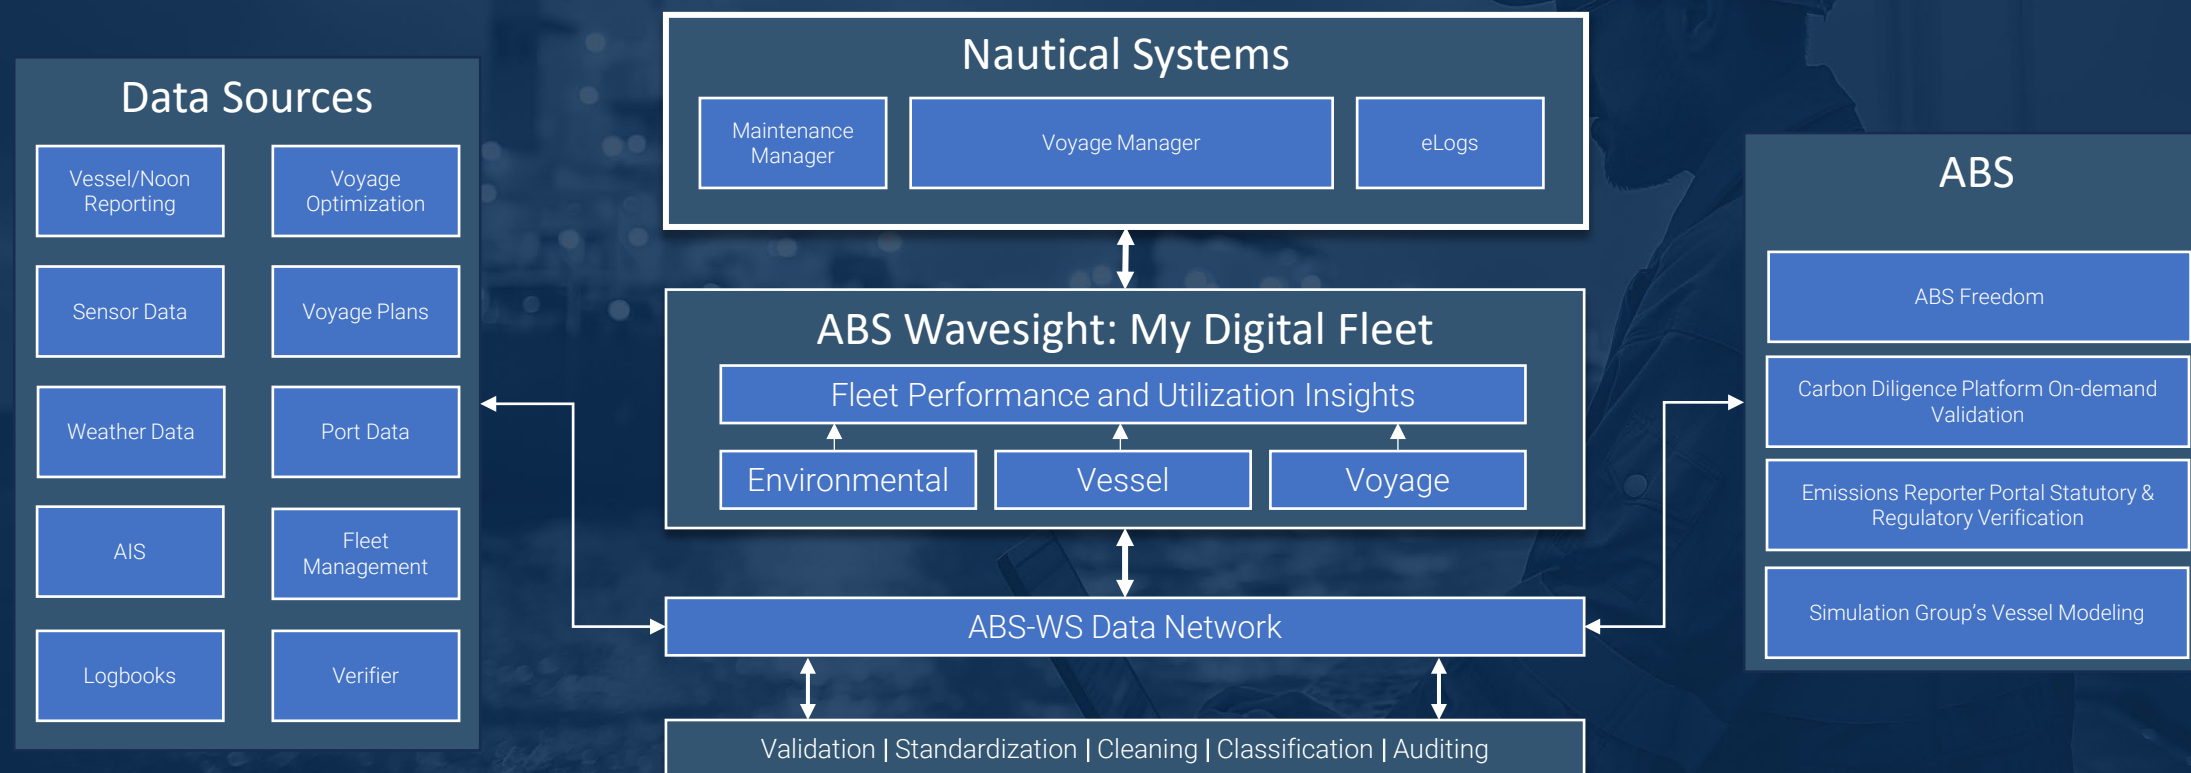 Data Sources
Vessel/Noon
Reporting
Voyage
Optimization
Sensor Data
Voyage Plans
Weather Data
Port Data
AIS
Fleet
Management
Logbooks
Verifier
Nautical Systems
Maintenance
Manager
Voyage Manager
eLogs
ABS Wavesight: My Digital Fleet
Fleet Performance and Utilization Insights
Environmental
Vessel
Voyage
ABS-WS Data Network
Validation | Standardization | Cleaning | Classification | Auditing
ABS
ABS Freedom
Carbon Diligence Platform On-demand
Validation
Emissions Reporter Portal Statutory &
Regulatory Verification
Simulation Group’s Vessel Modeling